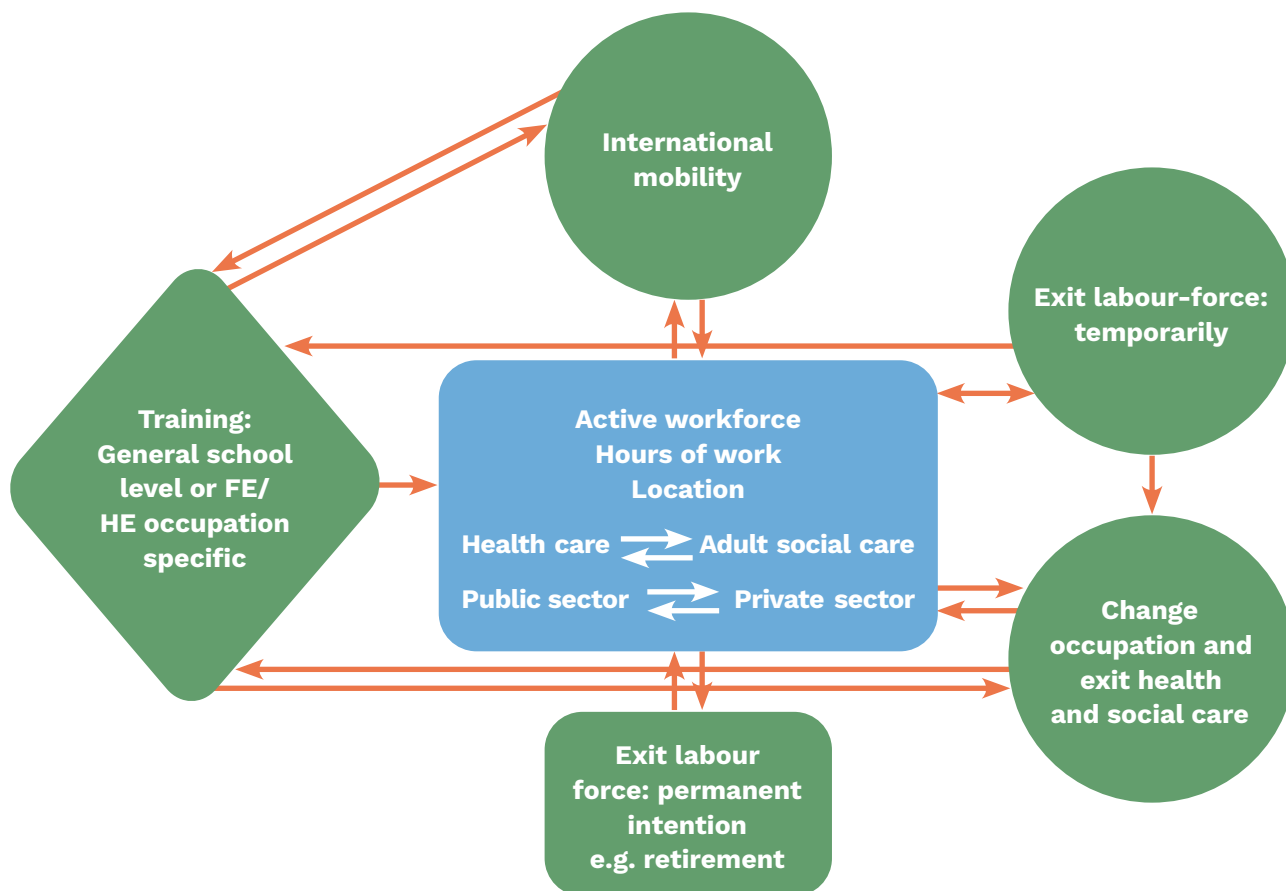 International
mobility
Exit labour-force:
temporarily
Training:
General school
level or FE/
HE occupation
specific
Active workforce
Hours of work
Location
Health care Adult social care
Public sector Private sector
Change
occupation and
exit health
and social care
Exit labour
force: permanent
intention
e.g. retirement